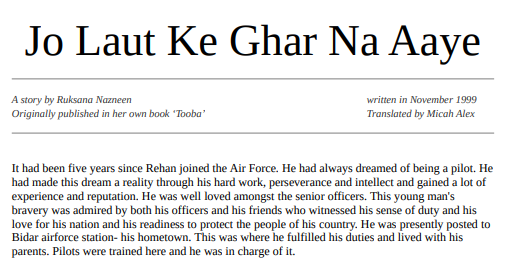 Jo Laut Ke Ghar Na Aaye
A story by Ruksana Nazneen
written in November 1999
Originally published in her own book ‘Tooba’
Translated by Micah Alex
It had been five years since Rehan joined the Air Force. He had always dreamed of being a pilot. He
had made this dream a reality through his hard work, perseverance and intellect and gained a lot of
experience and reputation. He was well loved amongst the senior officers. This young man's
bravery was admired by both his officers and his friends who witnessed his sense of duty and his
love for his nation and his readiness to protect the people of his country. He was presently posted to
Bidar airforce station- his hometown. This was where he fulfilled his duties and lived with his
parents. Pilots were trained here and he was in charge of it.